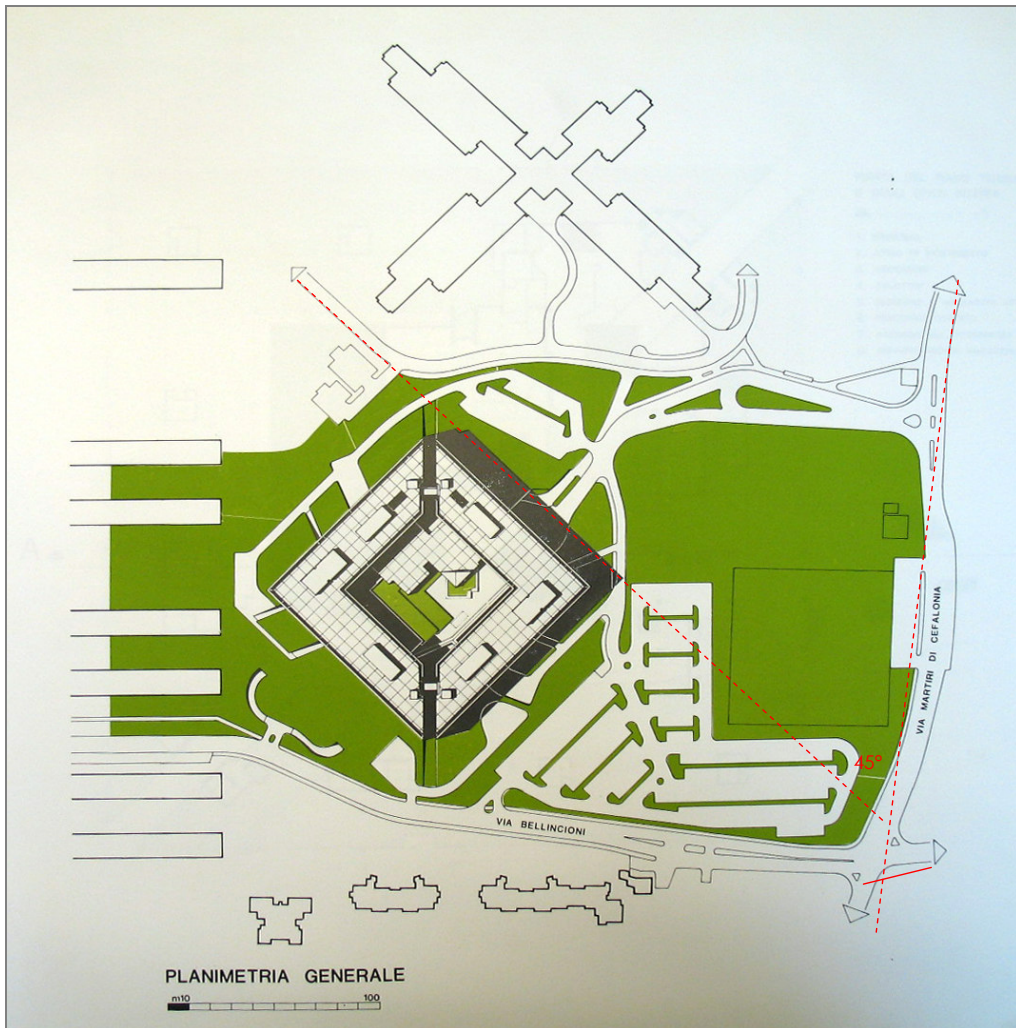 45°
VIA MARTIRI DI CEFALONIA
VIA BELLINCIONI
PLANIMETRIA GENERALE
m10 100